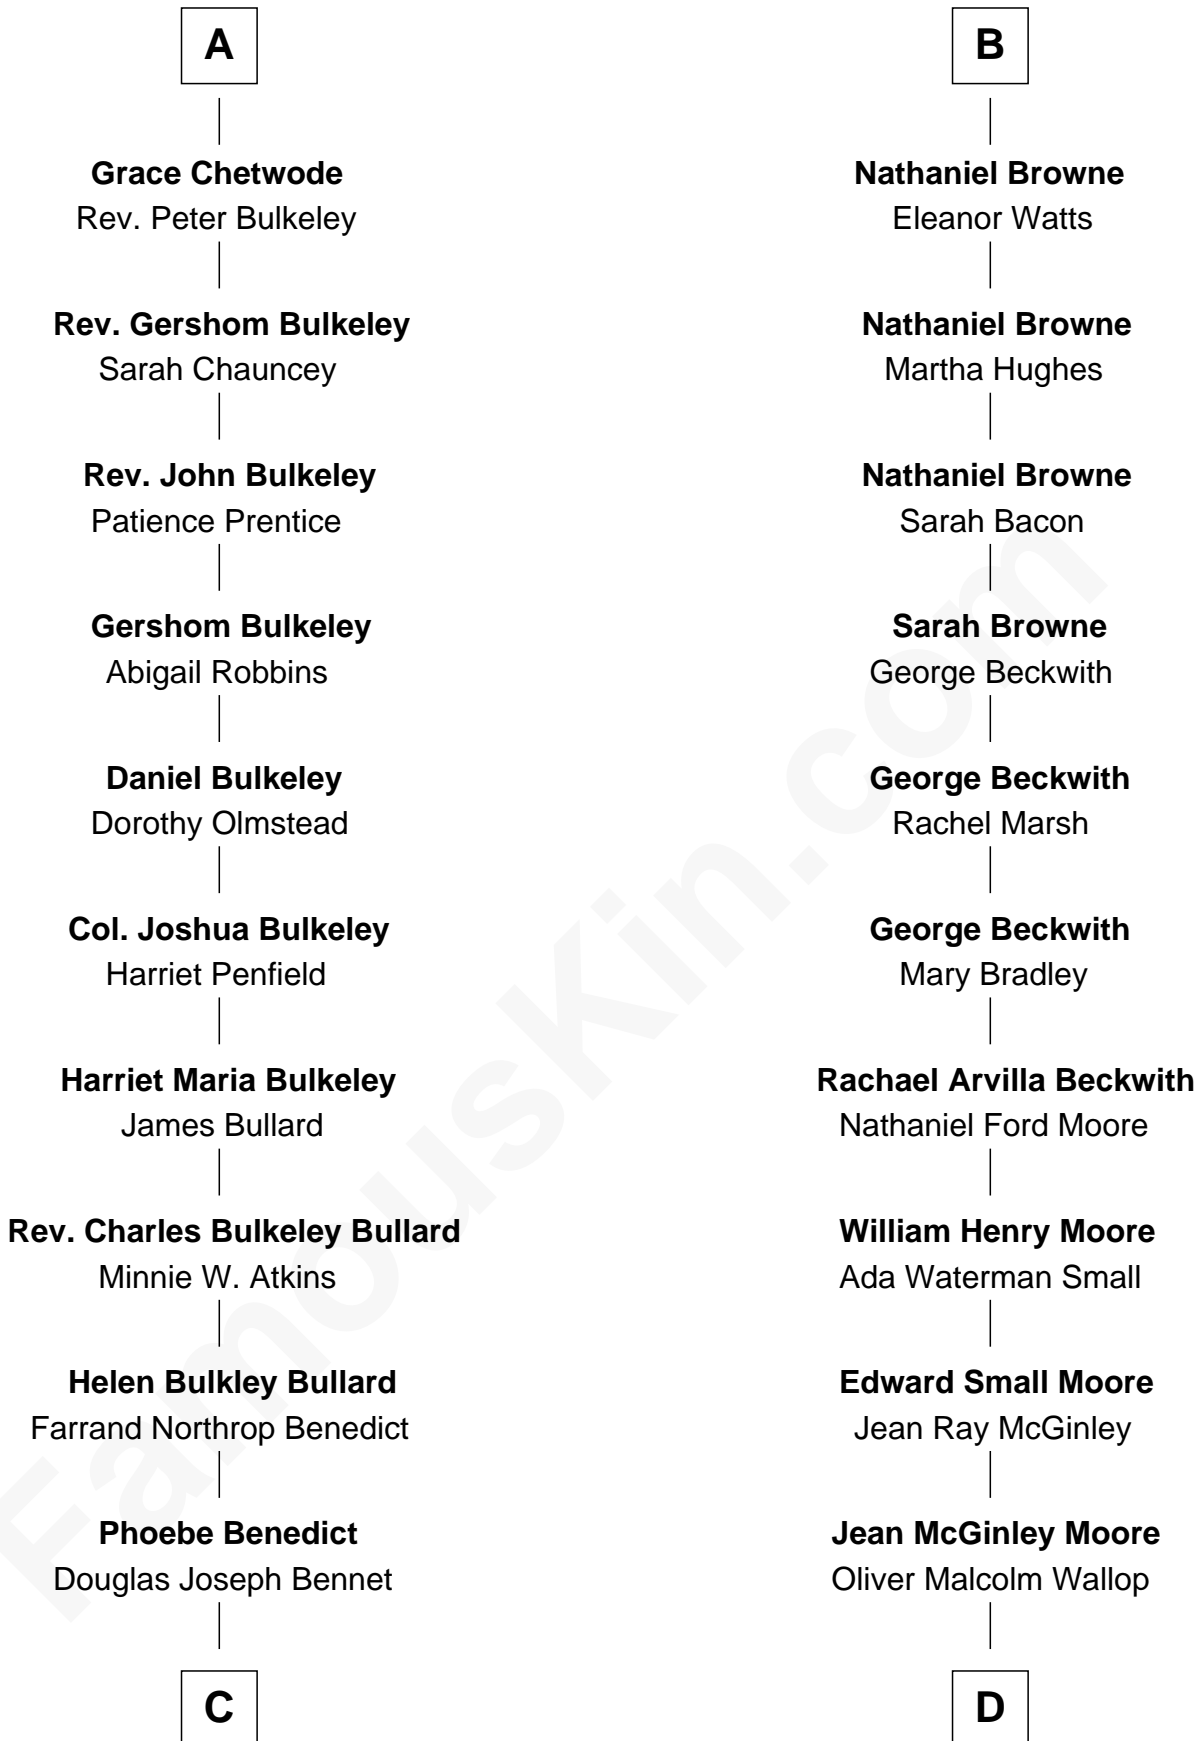 A
Grace Chetwode
Rev. Peter Bulkeley
Rev. Gershom Bulkeley
Sarah Chauncey
Rev. John Bulkeley
Patience Prentice
Gershom Bulkeley
Abigail Robbins
Daniel Bulkeley
Dorothy Olmstead
Col. Joshua Bulkeley
Harriet Penfield
Harriet Maria Bulkeley
James Bullard
Rev. Charles Bulkeley Bullard
Minnie W. Atkins
Helen Bulkley Bullard
Farrand Northrop Benedict
Phoebe Benedict
Douglas Joseph Bennet
C
B
Nathaniel Browne
Eleanor Watts
Nathaniel Browne
Martha Hughes
Nathaniel Browne
Sarah Bacon
Sarah Browne
George Beckwith
George Beckwith
Rachel Marsh
George Beckwith
Mary Bradley
Rachael Arvilla Beckwith
Nathaniel Ford Moore
William Henry Moore
Ada Waterman Small
Edward Small Moore
Jean Ray McGinley
Jean McGinley Moore
Oliver Malcolm Wallop
D
FamousKin.com